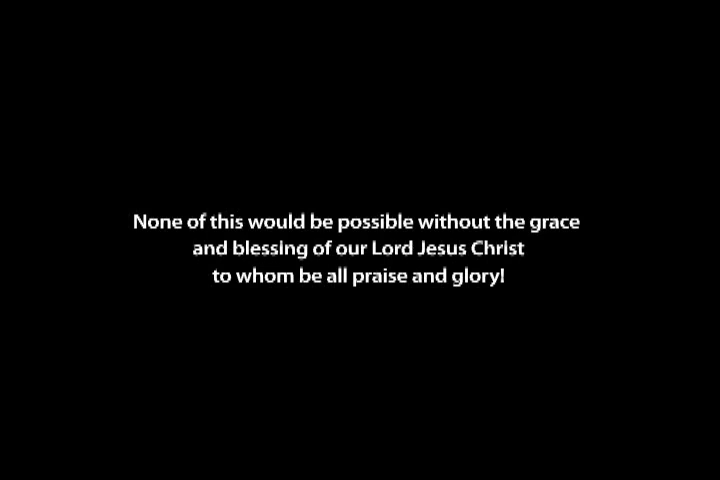 None of this would be possible without the grace
and blessing of our Lord Jesus Christ
to whom be all praise and glory!